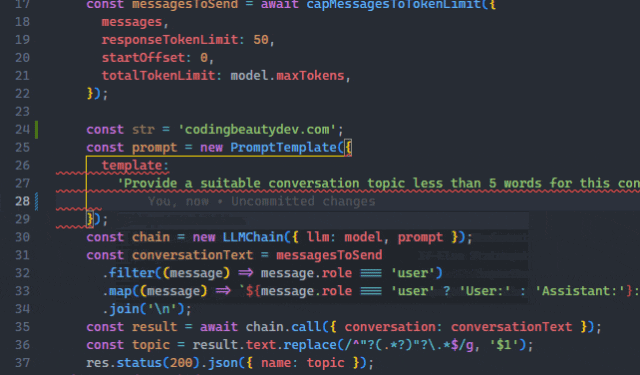 17 const messagesToSend = await capMessagesToTokenLimit({
18 messages,
19 responseTokenLimit: 50,
20 startOffset: 0,
21 totalTokenLimit: model.maxTokens,
22 });
23
24 const str = 'codingbeautydev.com';
25 const prompt = new PromptTemplate({
26 template:
27 'Provide a suitable conversation topic less than 5 words for this con
28 You, now • Uncommitted changes
29 });
30 const chain = new LLMChain({ llm: model, prompt });
31 const conversationText = messagesToSend
32 .filter((message) => message.role === 'user')
33 .map((message) => `${message.role === 'user' ? 'User:' : 'Assistant:'}:
34 .join('\n');
35 const result = await chain.call({ conversation: conversationText });
36 const topic = result.text.replace(/^"?(.*?)"?\.*$/g, '$1');
37 res.status(200).json({ name: topic });